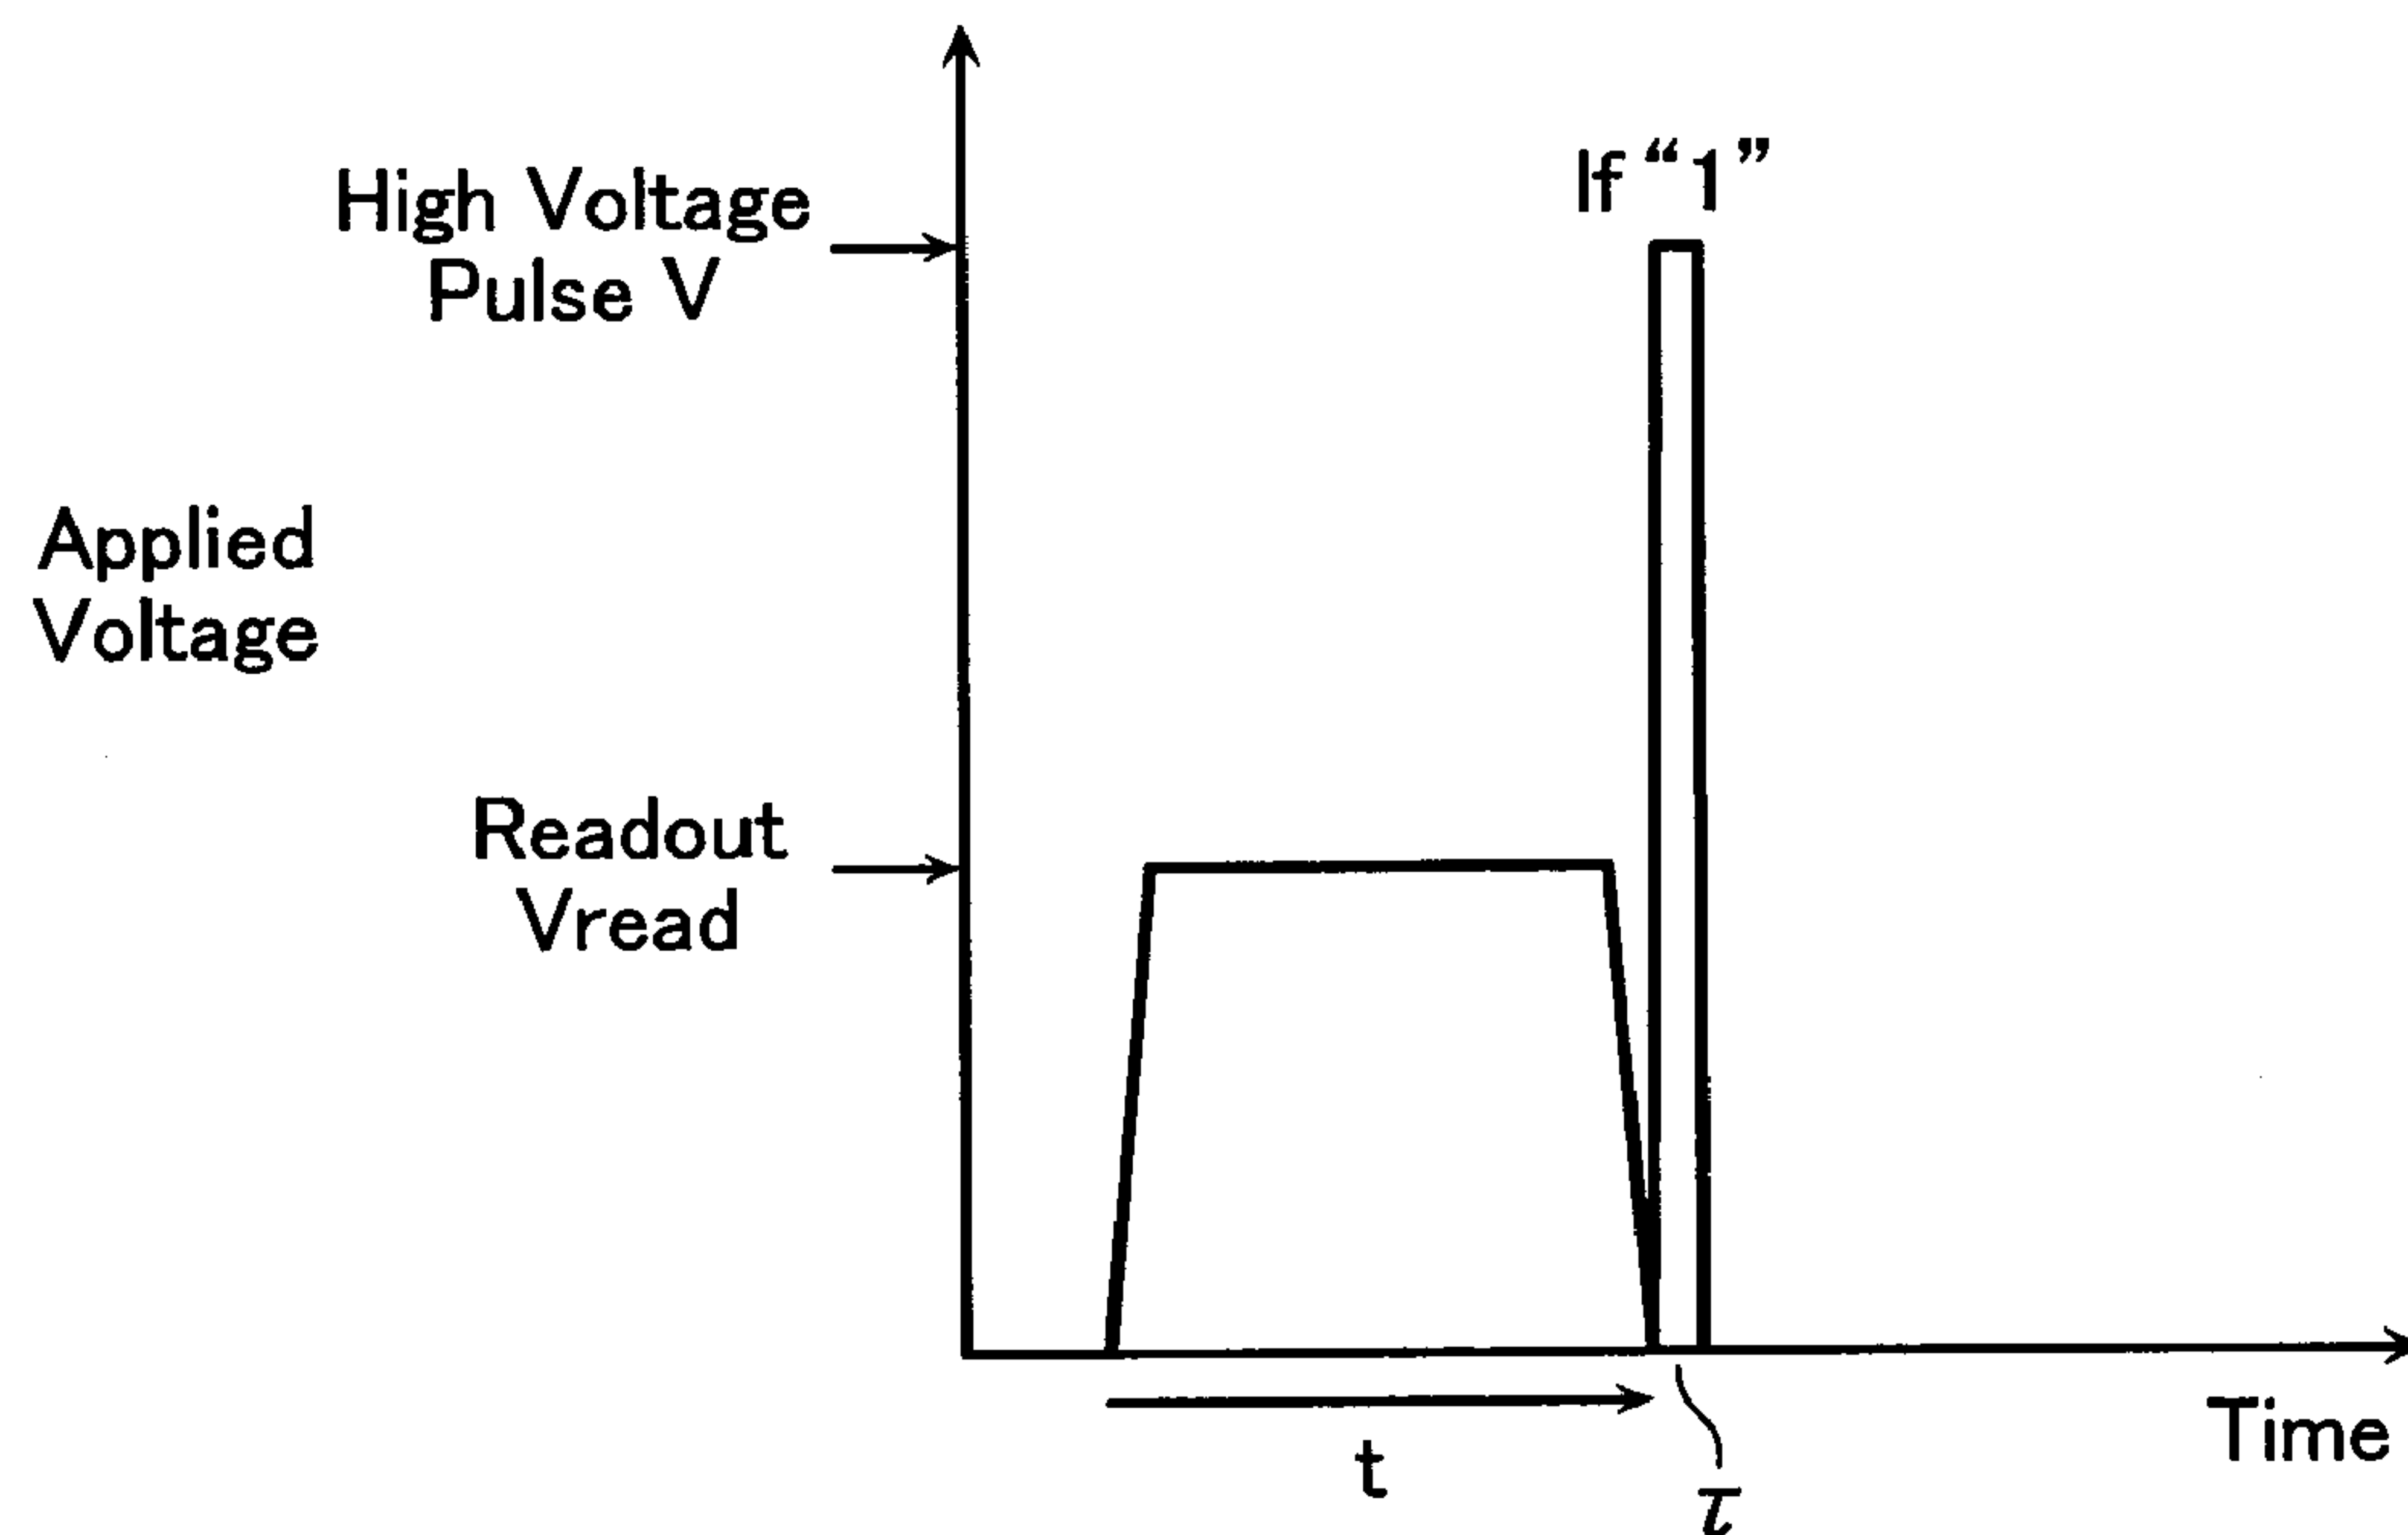 If “1”
High Voltage
Pulse V
Applied
Voltage
Readout
Vread
Time
t
τ